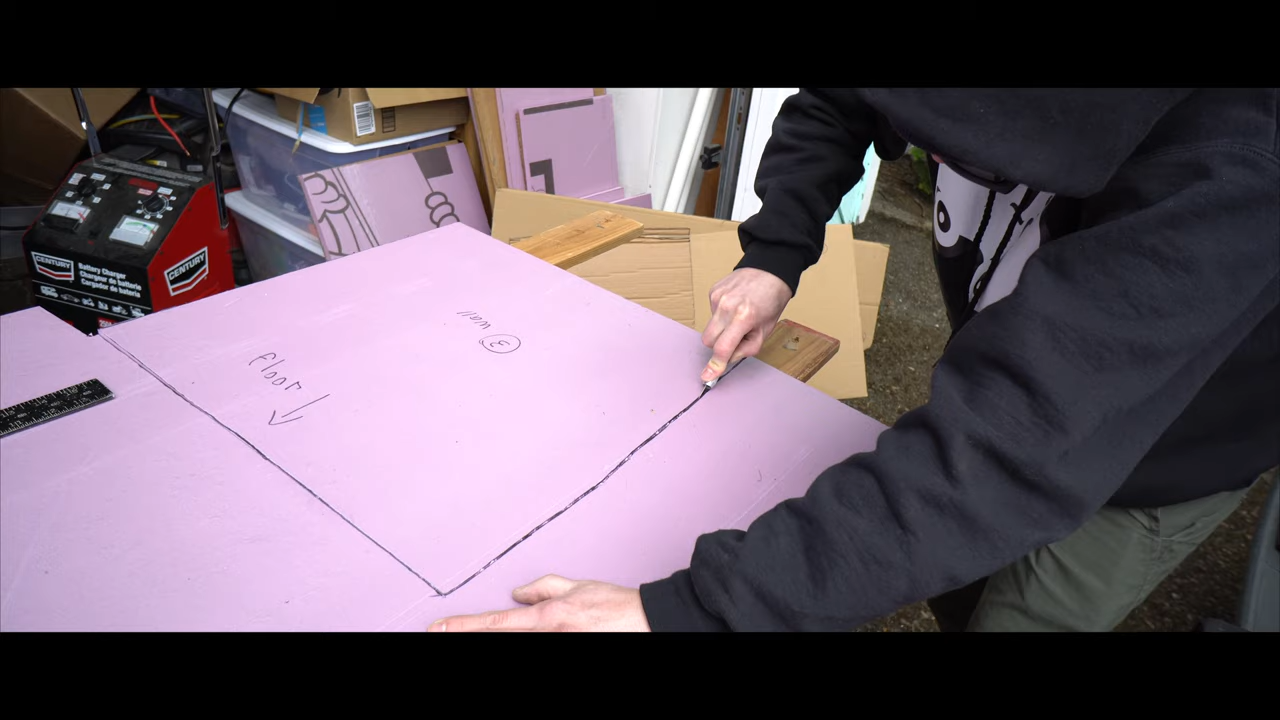 CENTURY
Battery Charger
Chargeur de batterie
Cargador de batería
CENTURY
floor
3 wall